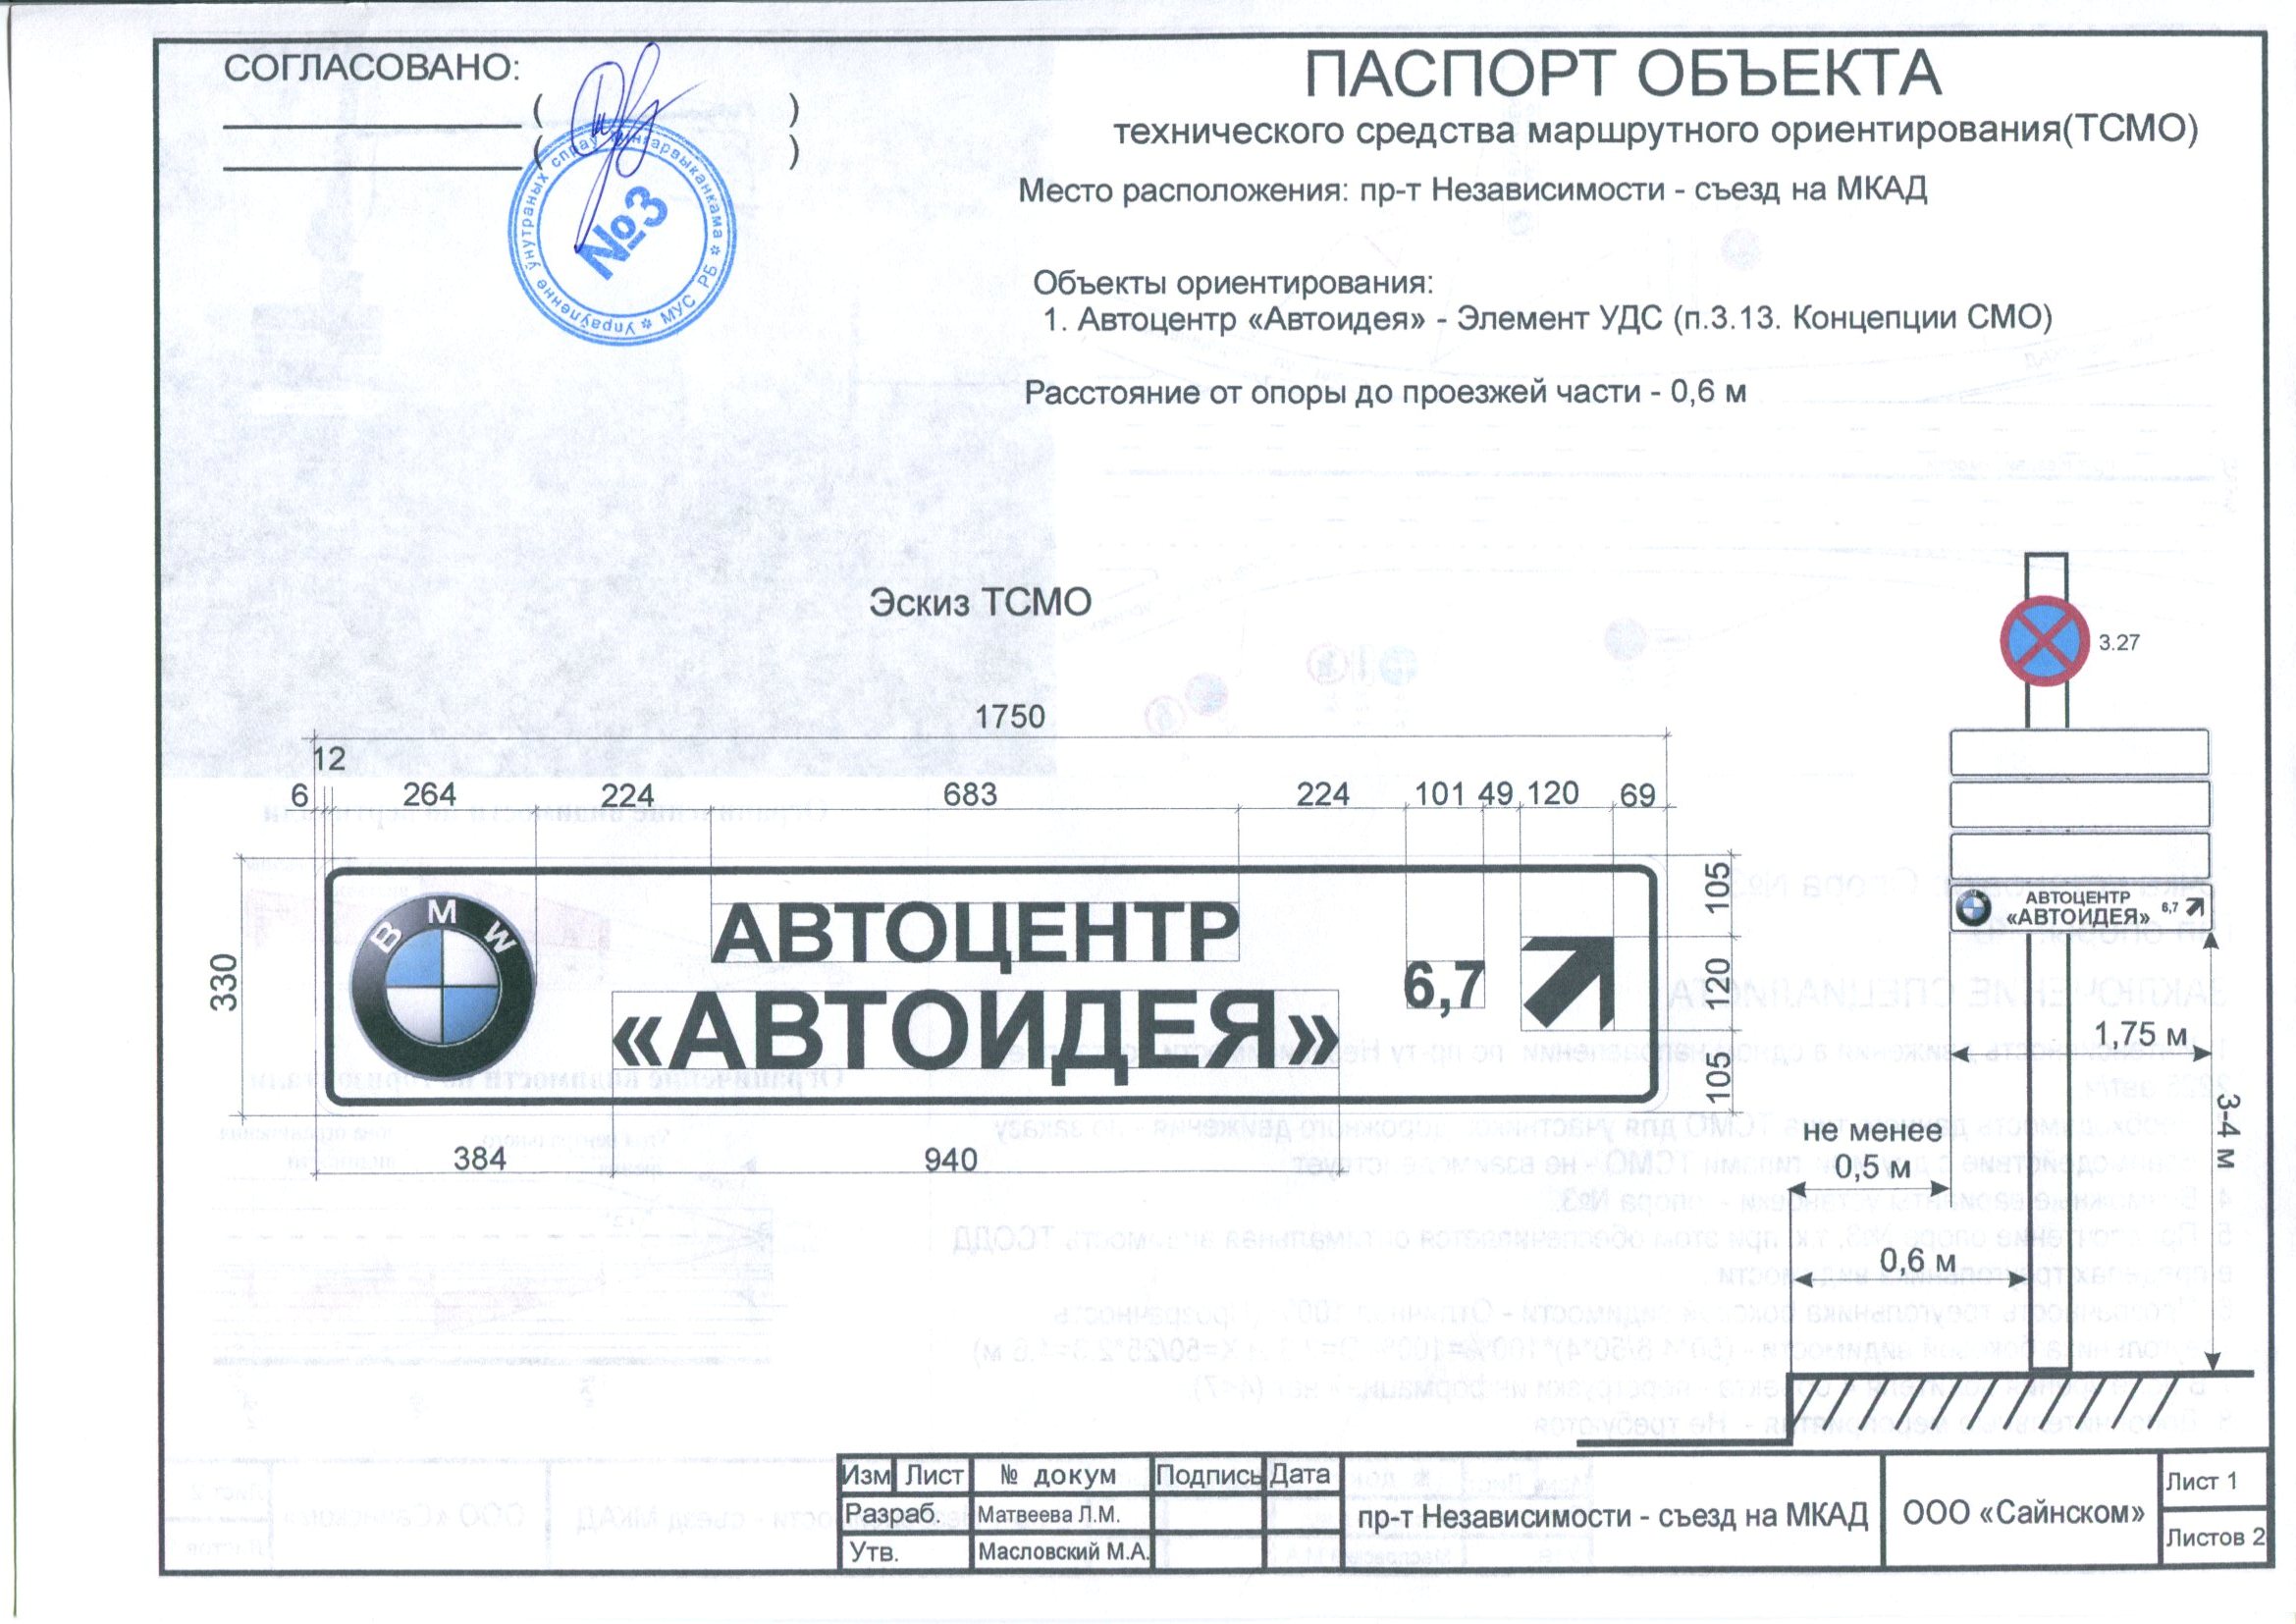 СОГЛАСОВАНО:
( )
( )
Упраўленне ўнутраных спраў
МУС РБ
№3
ПАСПОРТ ОБЪЕКТА
технического средства маршрутного ориентирования(ТСМО)
Место расположения: пр-т Независимости - съезд на МКАД
Объекты ориентирования:
1. Автоцентр «Автоидея» - Элемент УДС (п.3.13. Концепции СМО)
Расстояние от опоры до проезжей части - 0,6 м
Эскиз ТСМО
1750
12
6 264 224 683 224 101 49 120 69
330
BMW
АВТОЦЕНТР
«АВТОИДЕЯ»
6,7
105
120
105
384 940
3.27
АВТОЦЕНТР
«АВТОИДЕЯ» 6,7
1,75 м
3-4 м
не менее
0,5 м
0,6 м
Изм Лист № докум Подпись Дата
Разраб. Матвеева Л.М.
Утв. Масловский М.А.
пр-т Независимости - съезд на МКАД
ООО «Сайнском»
Лист 1
Листов 2